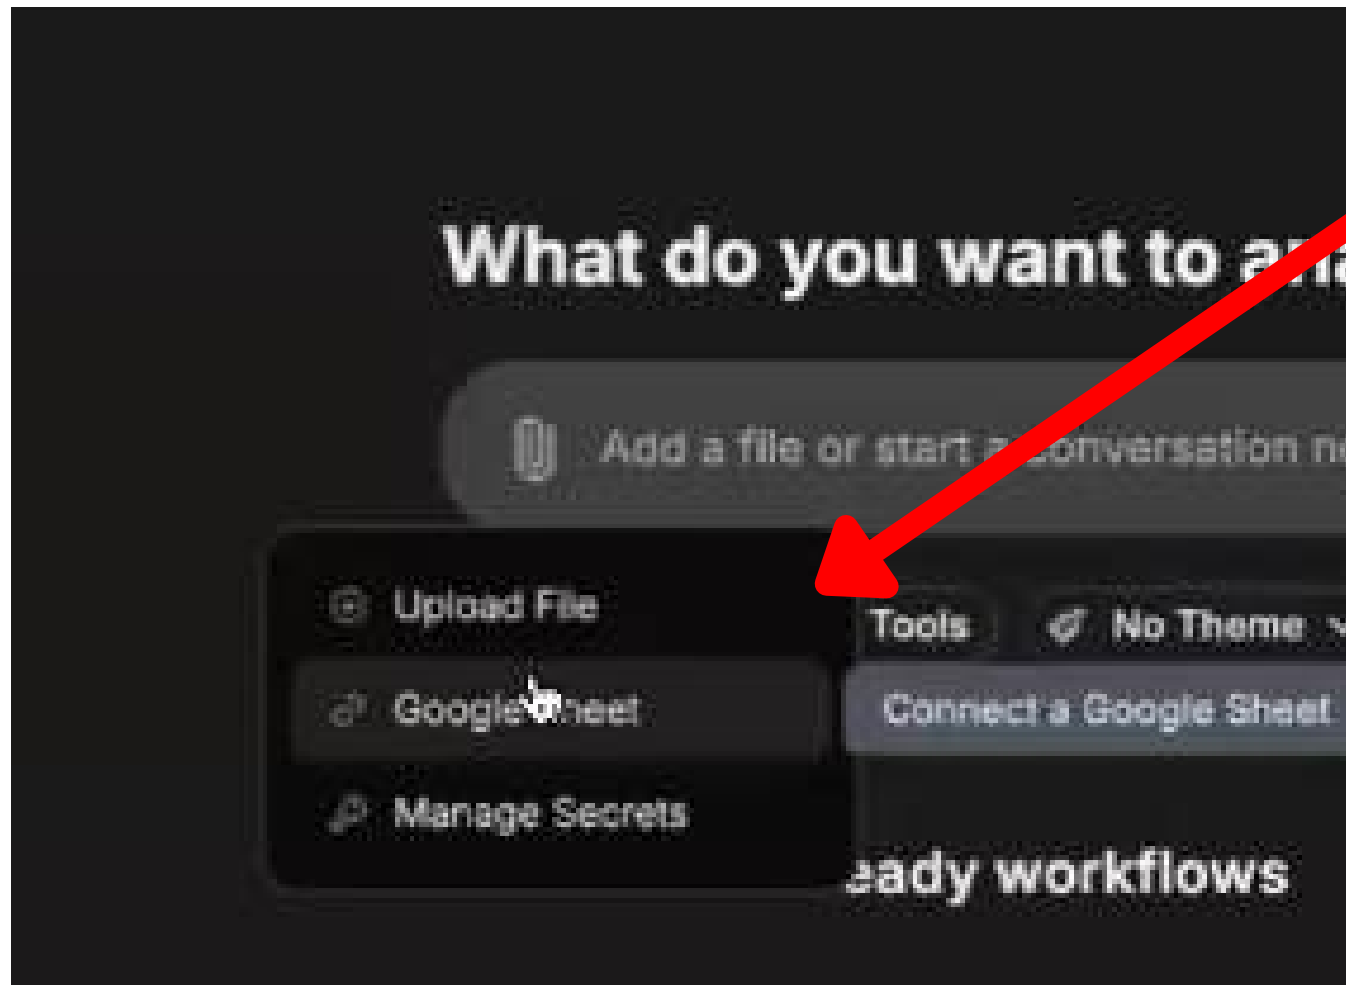 What do you want to
Add a file or start a conversation
Upload File
Tools
No Theme
Google Sheet
Connect a Google Sheet
Manage Secrets
eady workflows